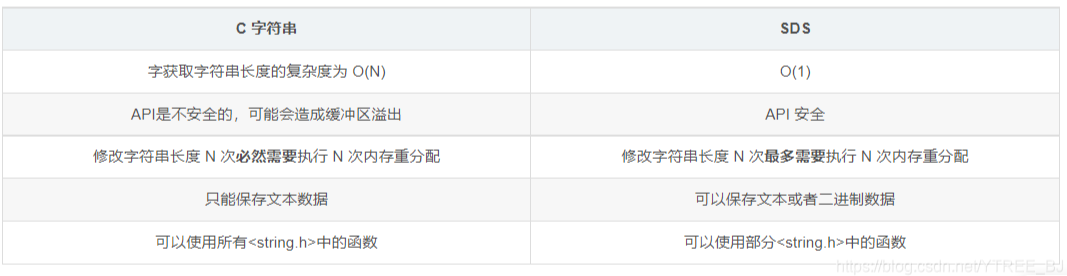 C 字符串 SDS
字获取字符串长度的复杂度为 O(N) O(1)
API是不安全的，可能会造成缓冲区溢出 API 安全
修改字符串长度 N 次必然需要执行 N 次内存重分配 修改字符串长度 N 次最多需要执行 N 次内存重分配
只能保存文本数据 可以保存文本或者二进制数据
可以使用所有<string.h>中的函数 可以使用部分<string.h>中的函数
https://blog.csdn.net/YTREE_BJ